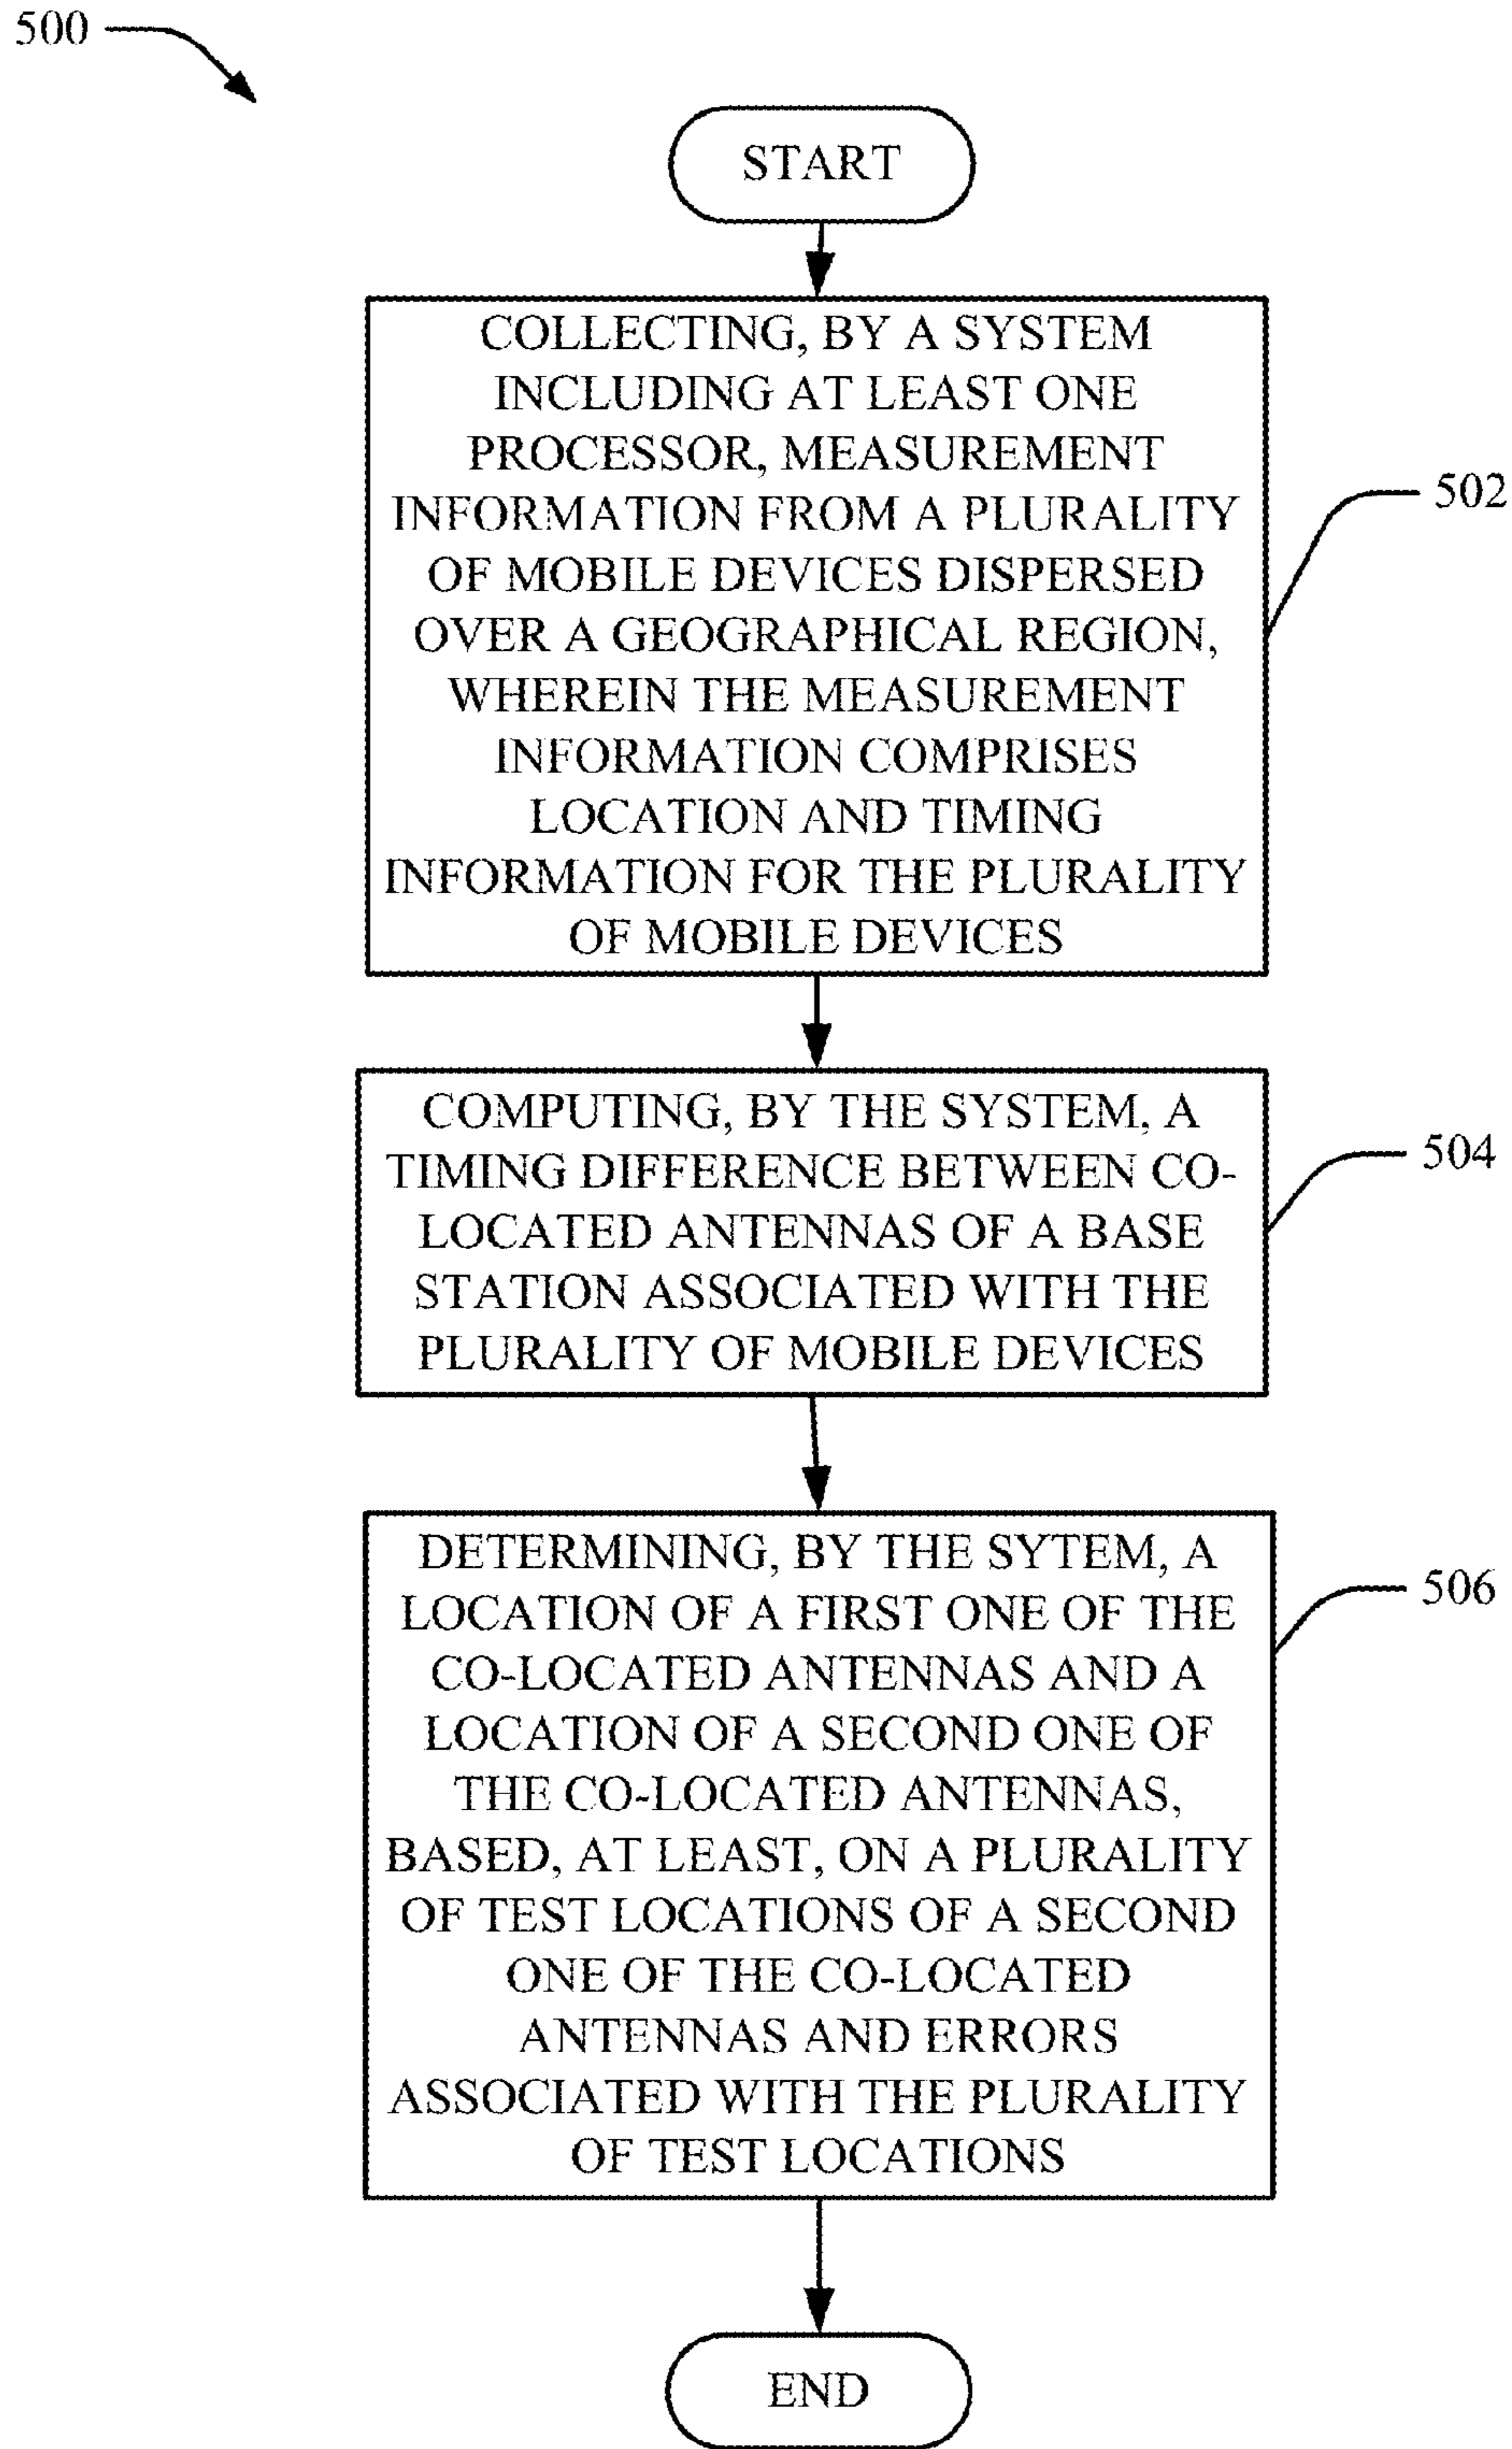 500
START
COLLECTING, BY A SYSTEM
INCLUDING AT LEAST ONE
PROCESSOR, MEASUREMENT
INFORMATION FROM A PLURALITY
OF MOBILE DEVICES DISPERSED
OVER A GEOGRAPHICAL REGION,
WHEREIN THE MEASUREMENT
INFORMATION COMPRISES
LOCATION AND TIMING
INFORMATION FOR THE PLURALITY
OF MOBILE DEVICES
502
COMPUTING, BY THE SYSTEM, A
TIMING DIFFERENCE BETWEEN CO-
LOCATED ANTENNAS OF A BASE
STATION ASSOCIATED WITH THE
PLURALITY OF MOBILE DEVICES
504
DETERMINING, BY THE SYTEM, A
LOCATION OF A FIRST ONE OF THE
CO-LOCATED ANTENNAS AND A
LOCATION OF A SECOND ONE OF
THE CO-LOCATED ANTENNAS,
BASED, AT LEAST, ON A PLURALITY
OF TEST LOCATIONS OF A SECOND
ONE OF THE CO-LOCATED
ANTENNAS AND ERRORS
ASSOCIATED WITH THE PLURALITY
OF TEST LOCATIONS
506
END